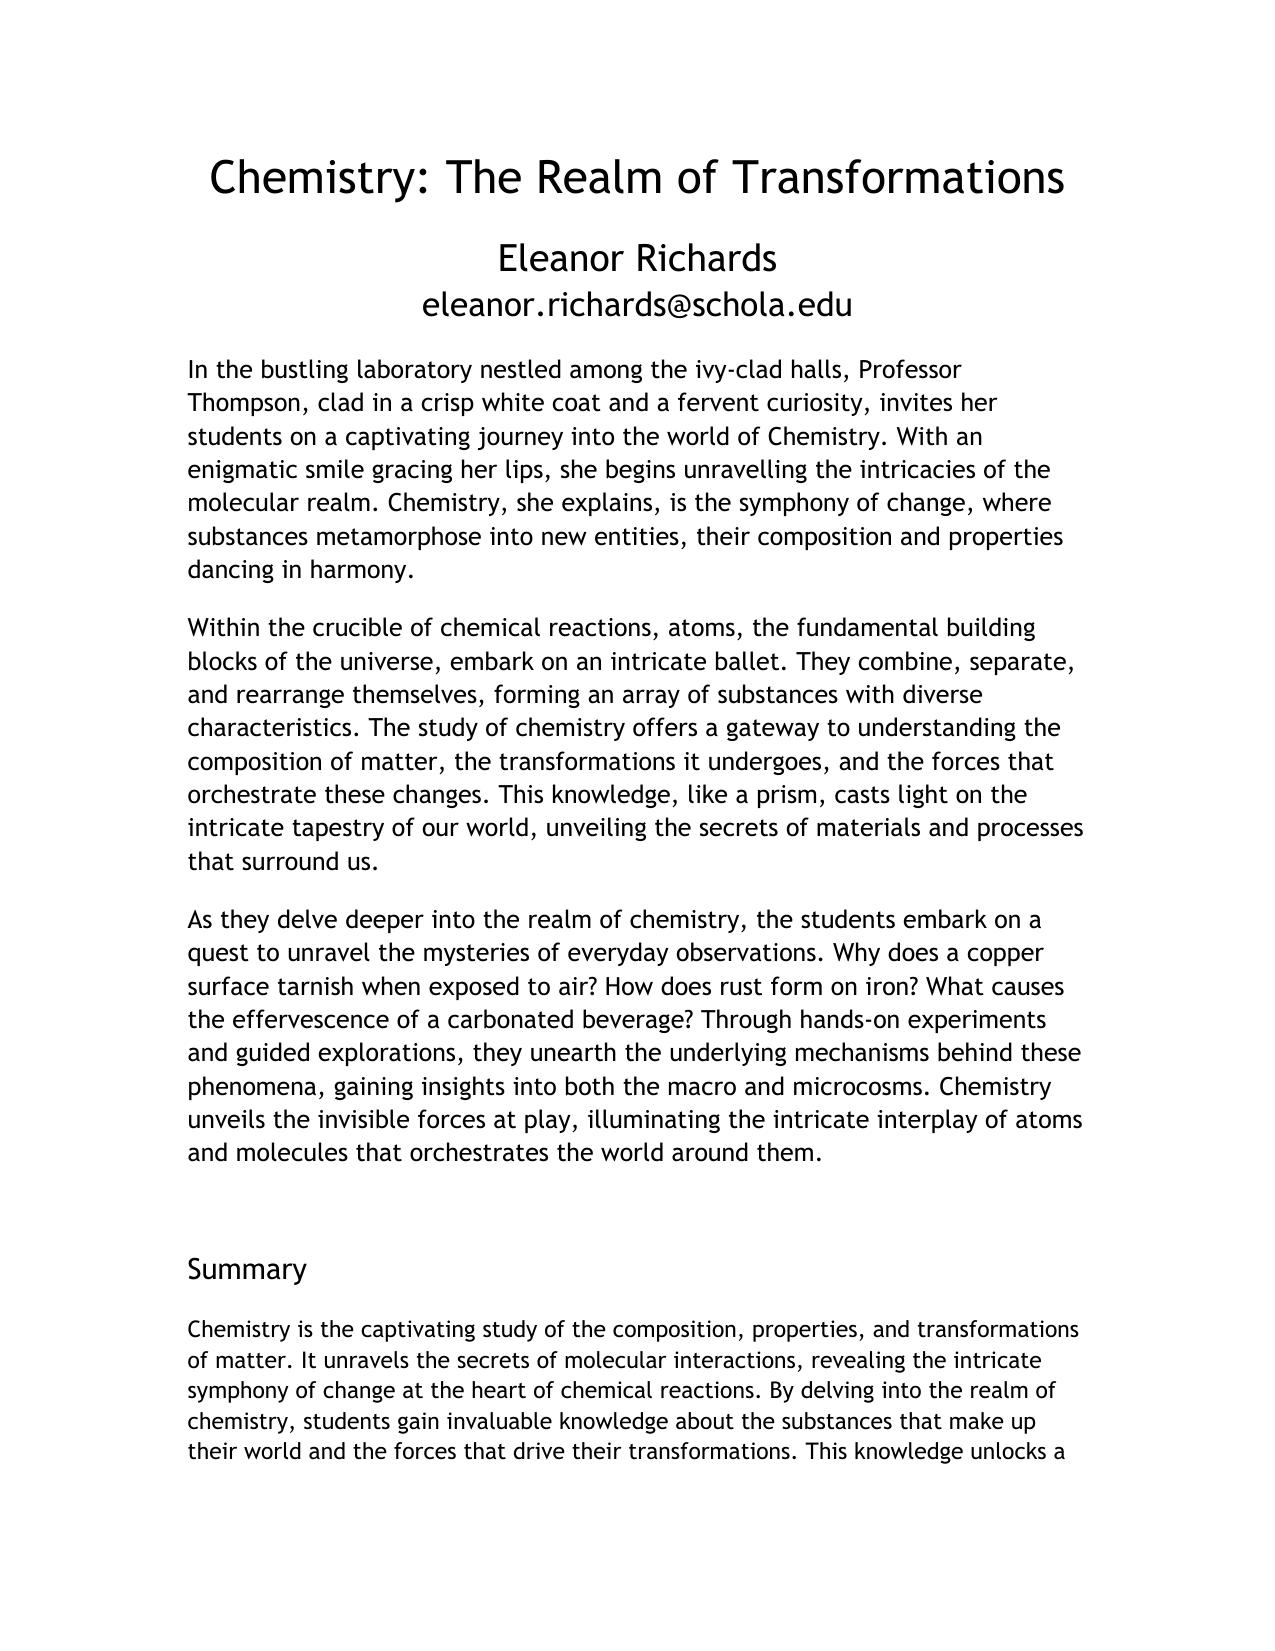 Chemistry: The Realm of Transformations
Eleanor Richards
eleanor.richards@schola.edu
In the bustling laboratory nestled among the ivy-clad halls, Professor
Thompson, clad in a crisp white coat and a fervent curiosity, invites her
students on a captivating journey into the world of Chemistry. With an
enigmatic smile gracing her lips, she begins unravelling the intricacies of the
molecular realm. Chemistry, she explains, is the symphony of change, where
substances metamorphose into new entities, their composition and properties
dancing in harmony.
Within the crucible of chemical reactions, atoms, the fundamental building
blocks of the universe, embark on an intricate ballet. They combine, separate,
and rearrange themselves, forming an array of substances with diverse
characteristics. The study of chemistry offers a gateway to understanding the
composition of matter, the transformations it undergoes, and the forces that
orchestrate these changes. This knowledge, like a prism, casts light on the
intricate tapestry of our world, unveiling the secrets of materials and processes
that surround us.
As they delve deeper into the realm of chemistry, the students embark on a
quest to unravel the mysteries of everyday observations. Why does a copper
surface tarnish when exposed to air? How does rust form on iron? What causes
the effervescence of a carbonated beverage? Through hands-on experiments
and guided explorations, they unearth the underlying mechanisms behind these
phenomena, gaining insights into both the macro and microcosms. Chemistry
unveils the invisible forces at play, illuminating the intricate interplay of atoms
and molecules that orchestrates the world around them.
Summary
Chemistry is the captivating study of the composition, properties, and transformations
of matter. It unravels the secrets of molecular interactions, revealing the intricate
symphony of change at the heart of chemical reactions. By delving into the realm of
chemistry, students gain invaluable knowledge about the substances that make up
their world and the forces that drive their transformations. This knowledge unlocks a